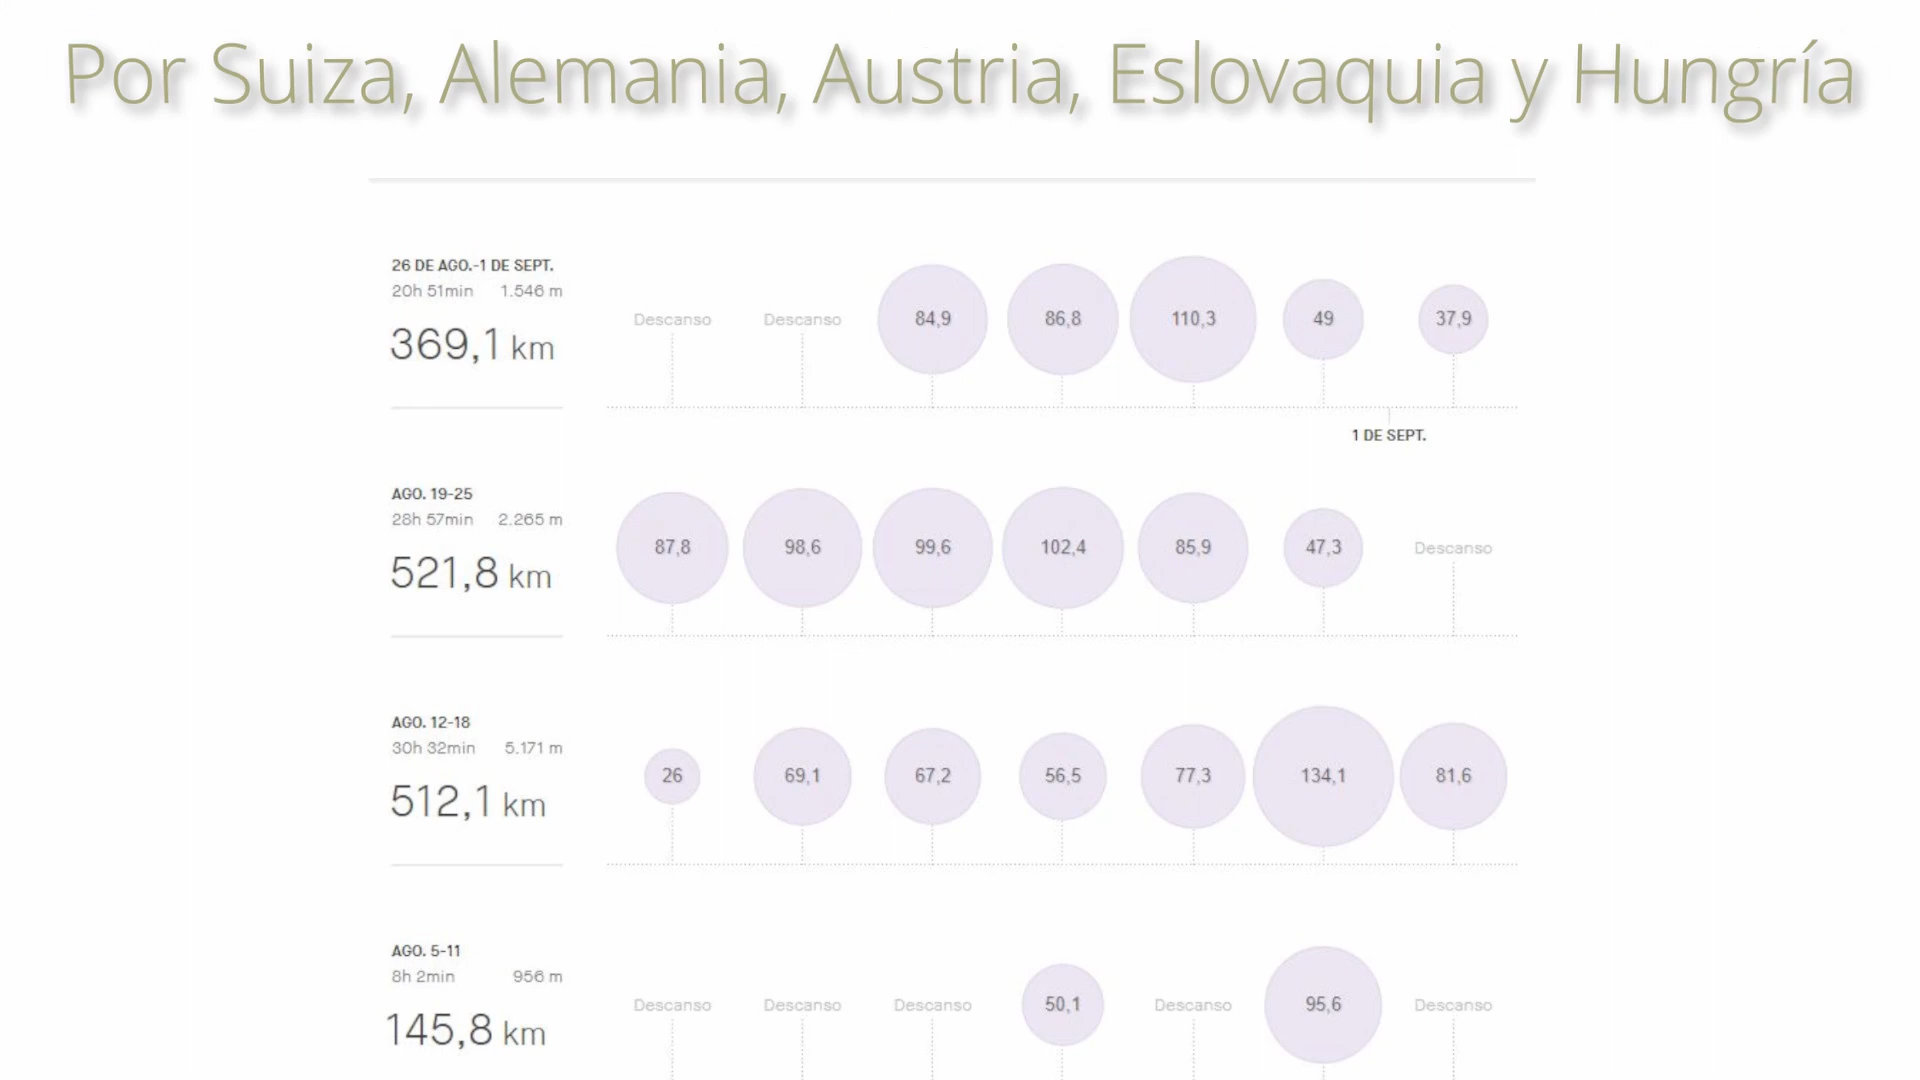 Por Suiza, Alemania, Austria, Eslovaquia y Hungría
26 DE AGO.-1 DE SEPT.
20h 51min 1.546 m
369,1 km
Descanso Descanso 84,9 86,8 110,3 49 37,9
1 DE SEPT.
AGO. 19-25
28h 57min 2.265 m
521,8 km
87,8 98,6 99,6 102,4 85,9 47,3 Descanso
AGO. 12-18
30h 32min 5.171 m
512,1 km
26 69,1 67,2 56,5 77,3 134,1 81,6
AGO. 5-11
8h 2min 956 m
145,8 km
Descanso Descanso Descanso 50,1 Descanso 95,6 Descanso